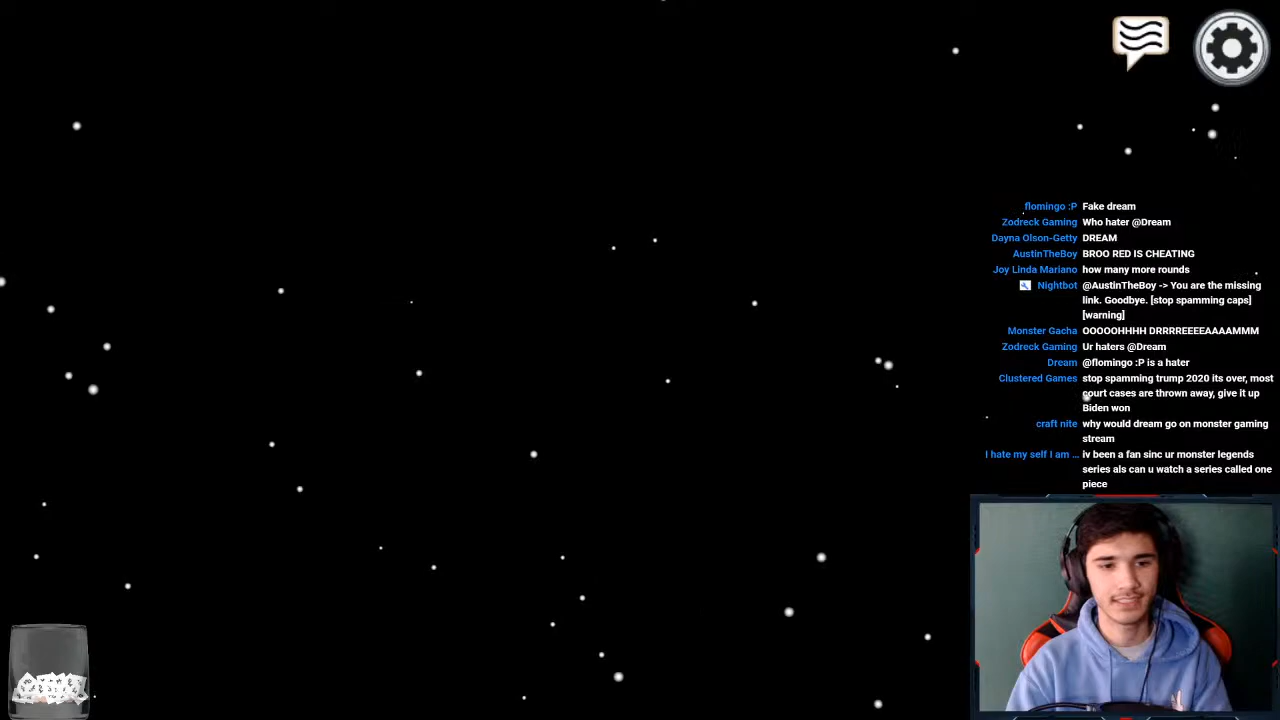 flomingo :P Fake dream
Zodreck Gaming Who hater @Dream
Dayna Olson-Getty DREAM
AustinTheBoy BROO RED IS CHEATING
Joy Linda Mariano how many more rounds
Nightbot @AustinTheBoy -> You are the missing
link. Goodbye. [stop spamming caps]
[warning]
Monster Gacha OOOOOHHHH DRRRREEEEAAAAMMM
Zodreck Gaming Ur haters @Dream
Dream @flomingo :P is a hater
Clustered Games stop spamming trump 2020 its over, most
court cases are thrown away, give it up
Biden won
craft nite why would dream go on monster gaming
stream
I hate my self I am ... iv been a fan sinc ur monster legends
series als can u watch a series called one
piece